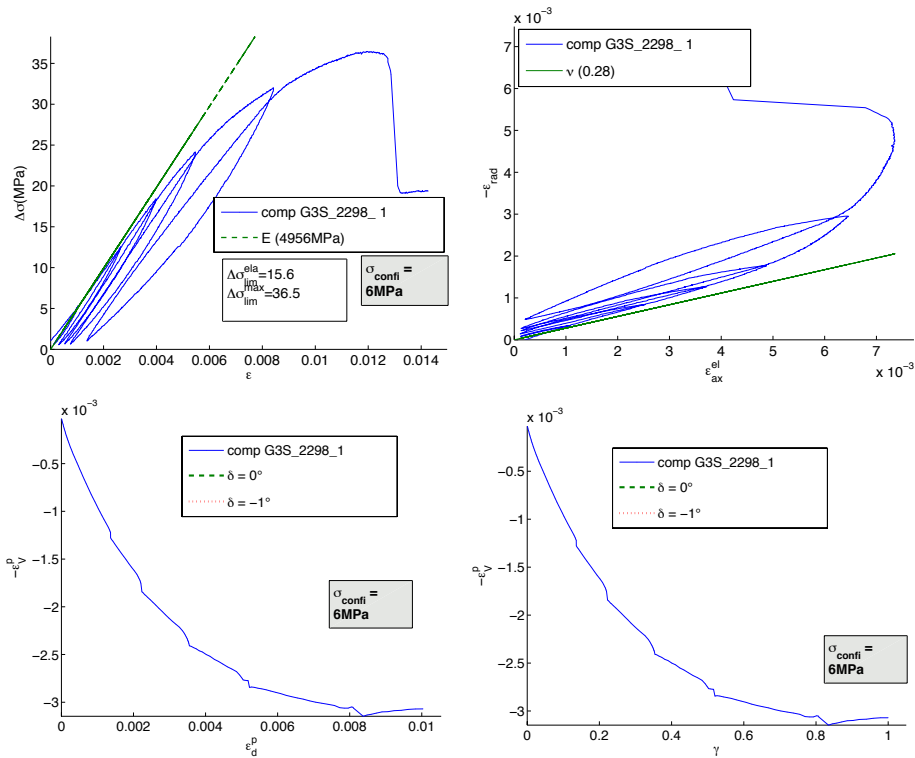 35
30
25
20
15
10
5
0
Δσ(MPa)
0 0.002 0.004 0.006 0.008 0.01 0.012 0.014
ε
comp G3S_2298_ 1
E (4956MPa)
Δσ^ela_lim=15.6
Δσ^max_lim=36.5
σ_confi =
6MPa
x 10^−3
7
6
5
4
3
2
1
0
−ε_rad
0 1 2 3 4 5 6 7
x 10^−3
ε^el_ax
comp G3S_2298_ 1
ν (0.28)
x 10^−3
−0.5
−1
−1.5
−2
−2.5
−3
−ε^p_V
0 0.002 0.004 0.006 0.008 0.01
ε^p_d
comp G3S_2298_1
δ = 0°
δ = −1°
σ_confi =
6MPa
x 10^−3
−0.5
−1
−1.5
−2
−2.5
−3
−ε^p_V
0 0.2 0.4 0.6 0.8 1
γ
comp G3S_2298_1
δ = 0°
δ = −1°
σ_confi =
6MPa